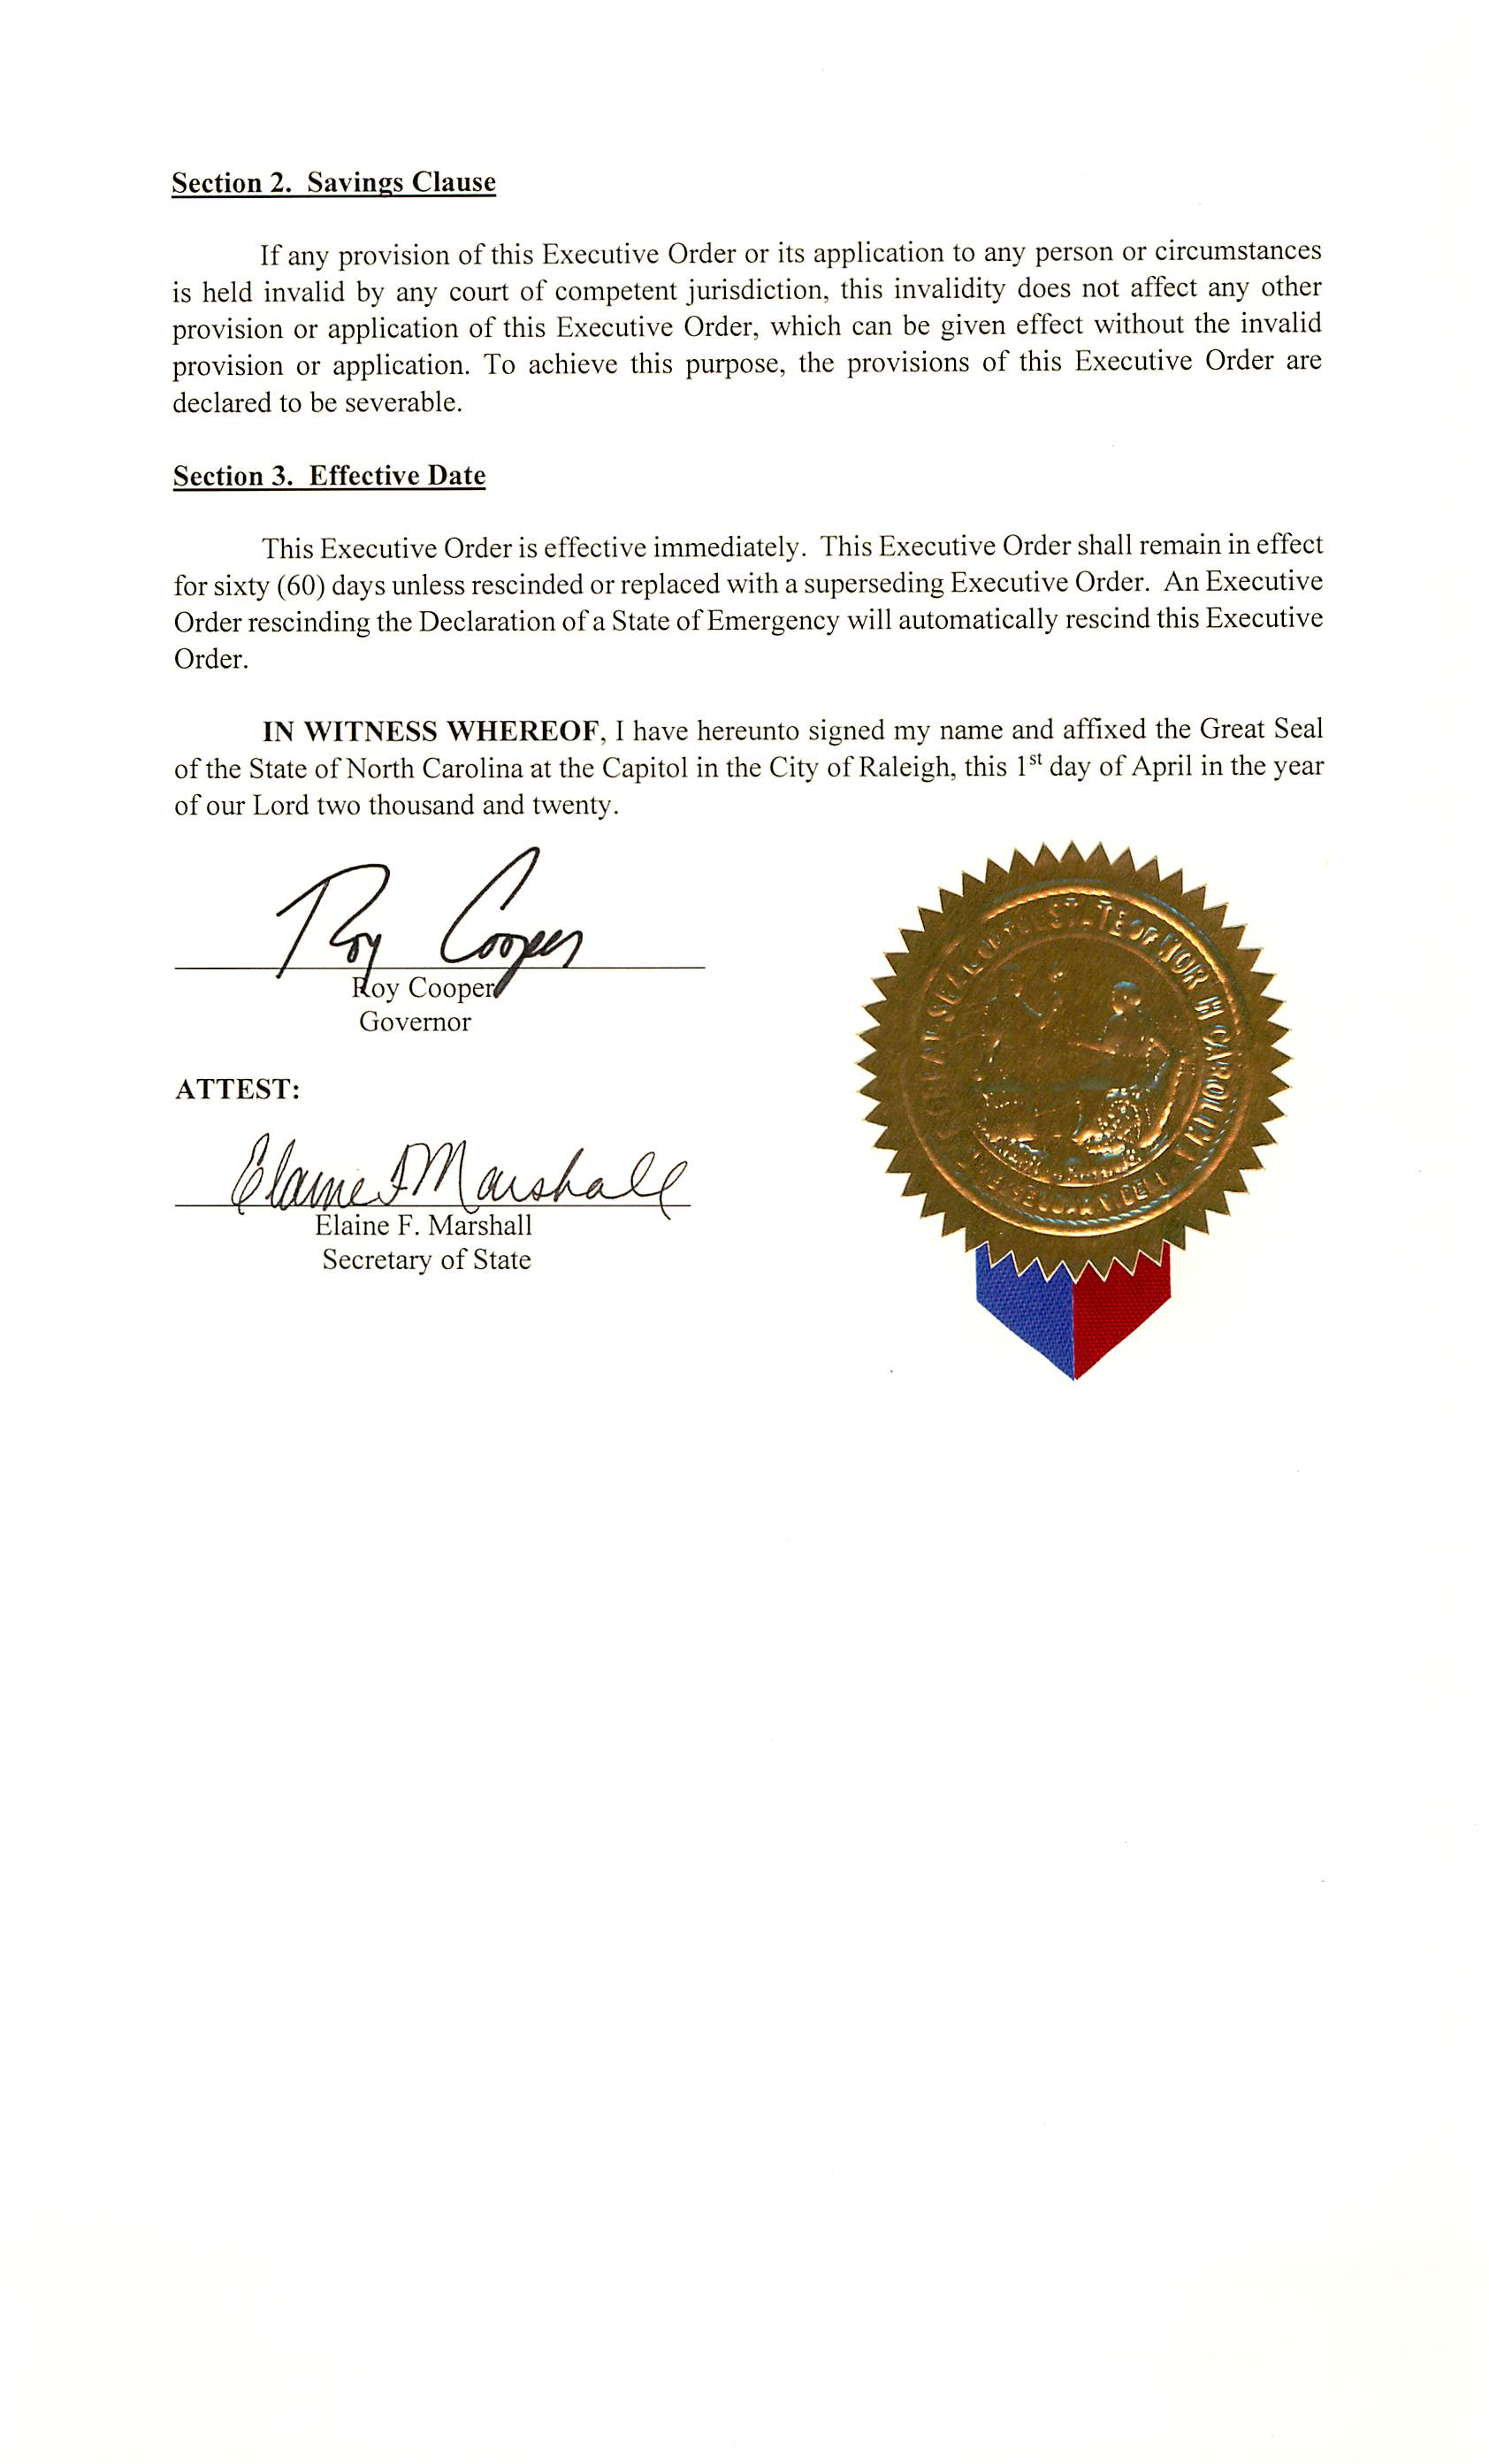 Section 2. Savings Clause
If any provision of this Executive Order or its application to any person or circumstances
is held invalid by any court of competent jurisdiction, this invalidity does not affect any other
provision or application of this Executive Order, which can be given effect without the invalid
provision or application. To achieve this purpose, the provisions of this Executive Order are
declared to be severable.
Section 3. Effective Date
This Executive Order is effective immediately. This Executive Order shall remain in effect
for sixty (60) days unless rescinded or replaced with a superseding Executive Order. An Executive
Order rescinding the Declaration of a State of Emergency will automatically rescind this Executive
Order.
IN WITNESS WHEREOF, I have hereunto signed my name and affixed the Great Seal
of the State of North Carolina at the Capitol in the City of Raleigh, this 1st day of April in the year
of our Lord two thousand and twenty.
Roy Cooper
Roy Cooper
Governor
ATTEST:
Elaine F Marshall
Elaine F. Marshall
Secretary of State
GREAT SEAL OF THE STATE OF NORTH CAROLINA